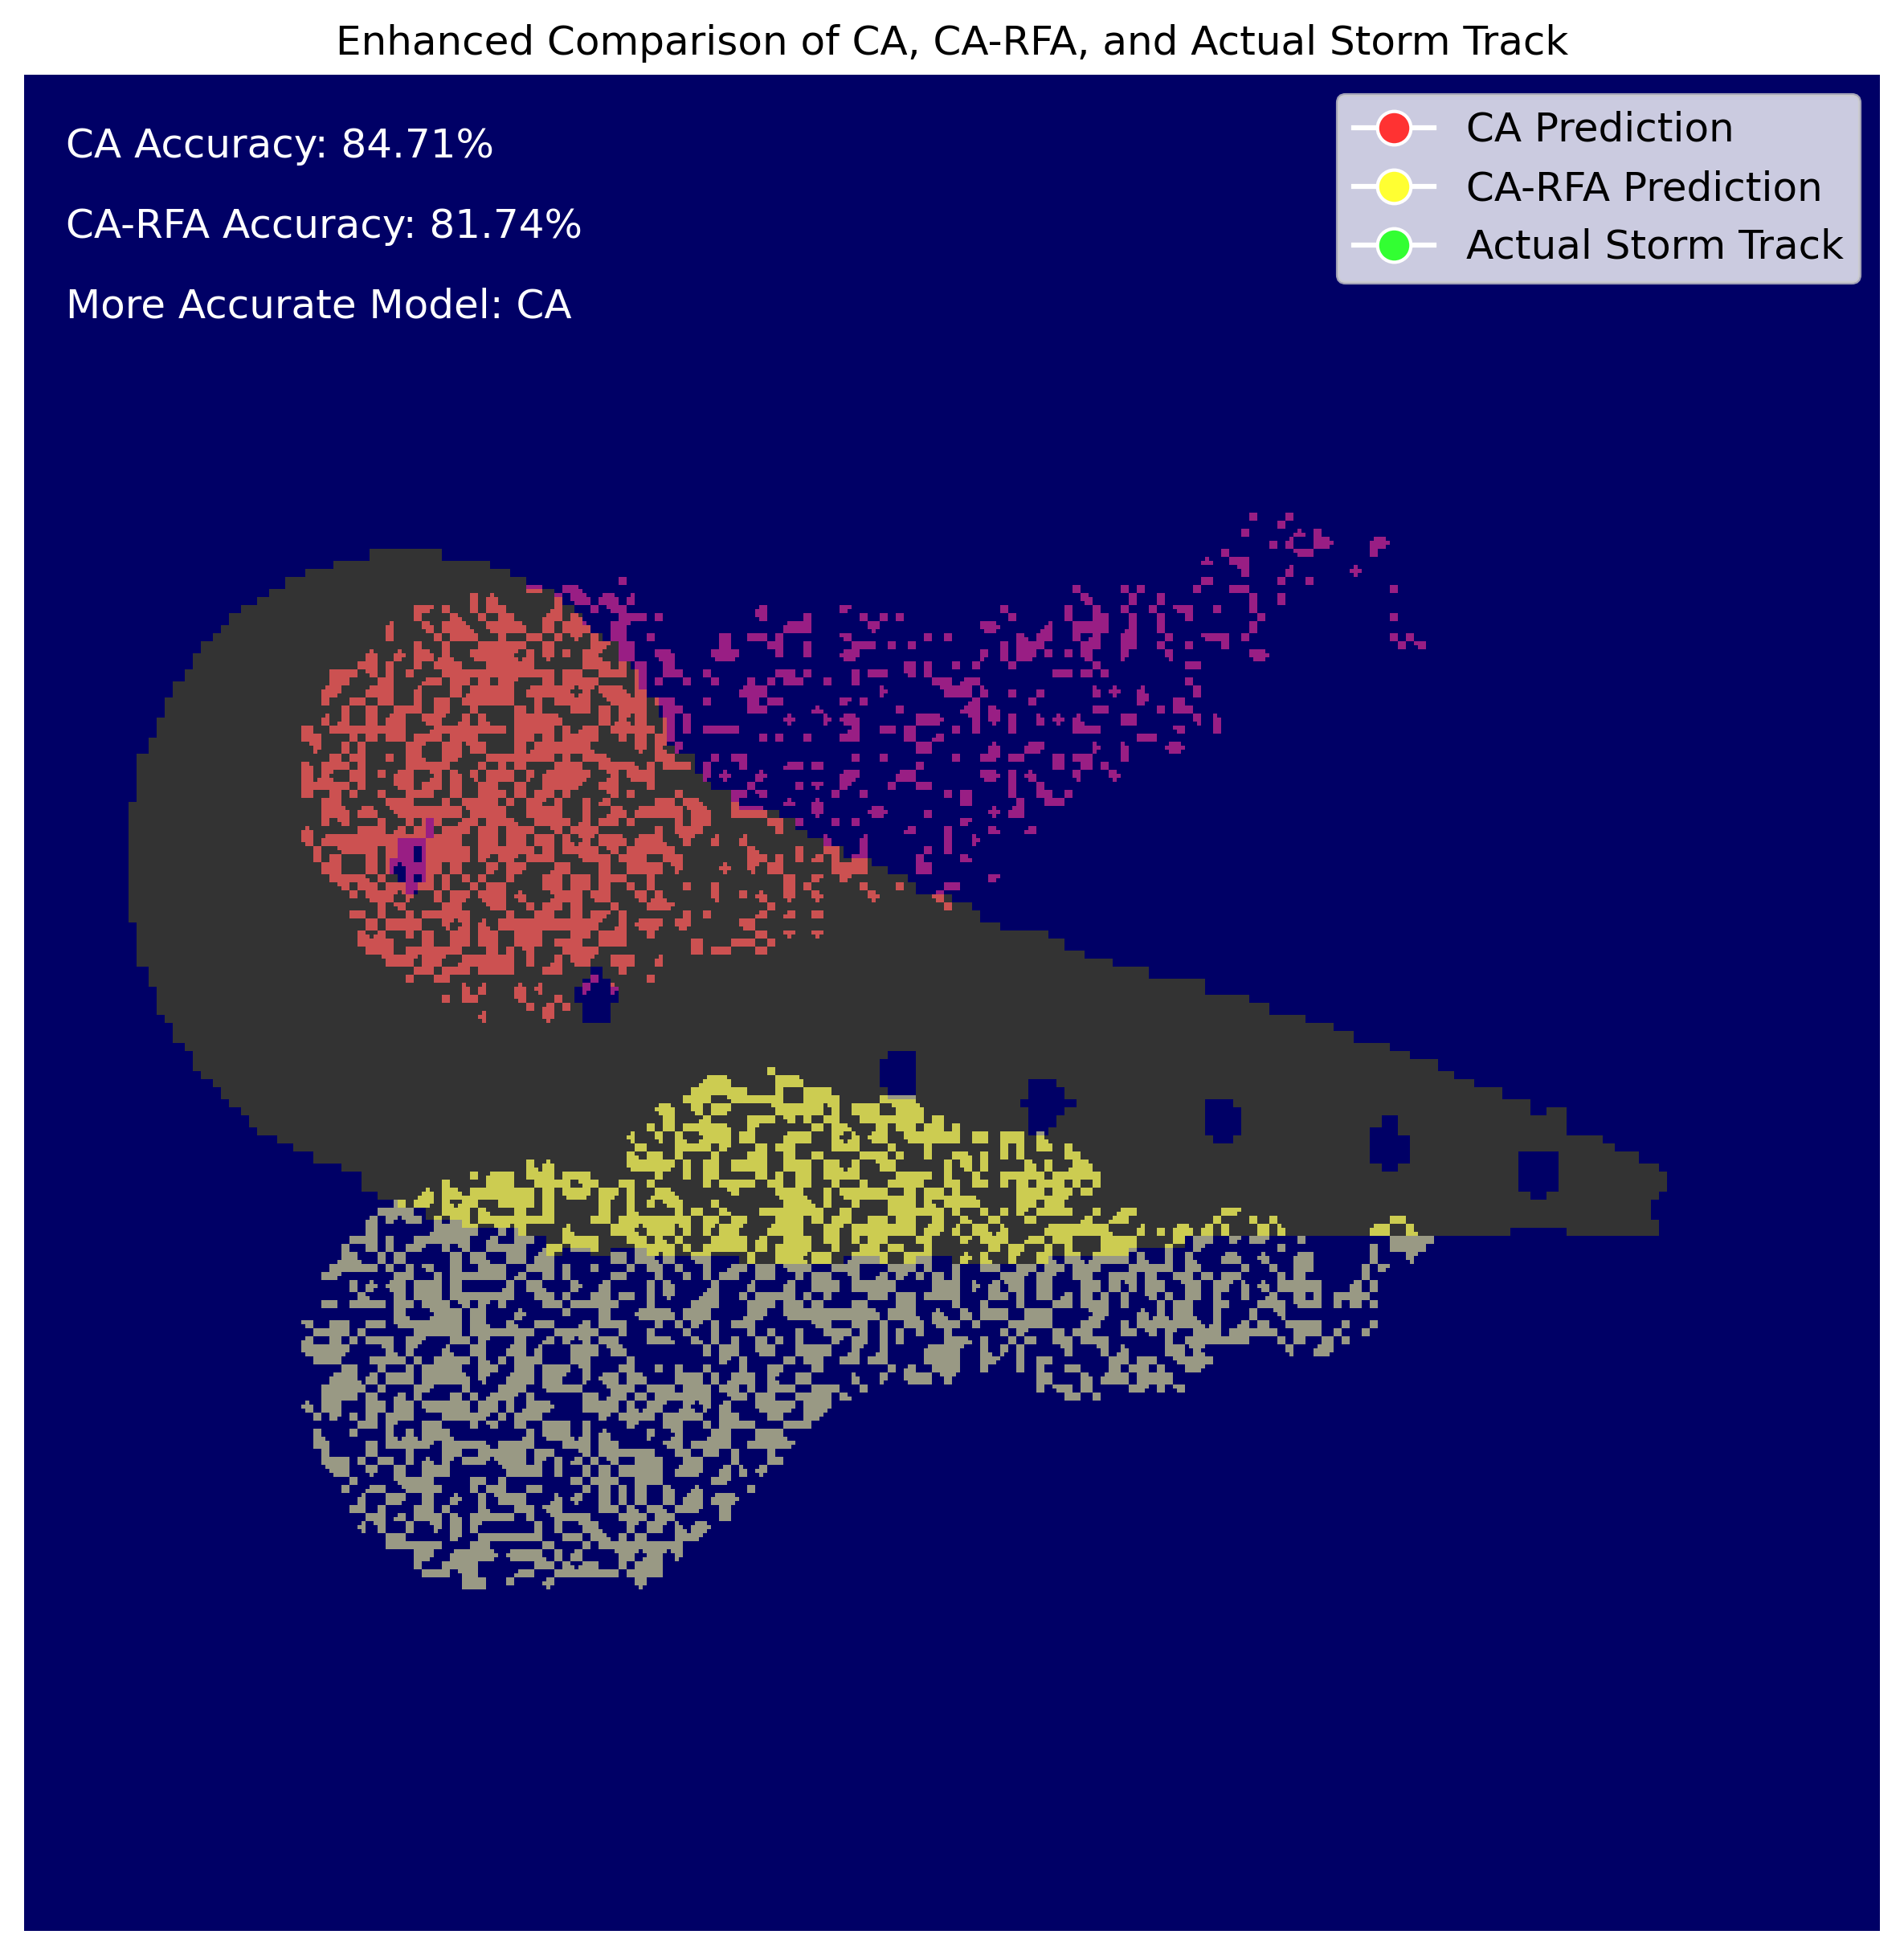 Enhanced Comparison of CA, CA-RFA, and Actual Storm Track
CA Accuracy: 84.71%
CA-RFA Accuracy: 81.74%
More Accurate Model: CA
CA Prediction
CA-RFA Prediction
Actual Storm Track